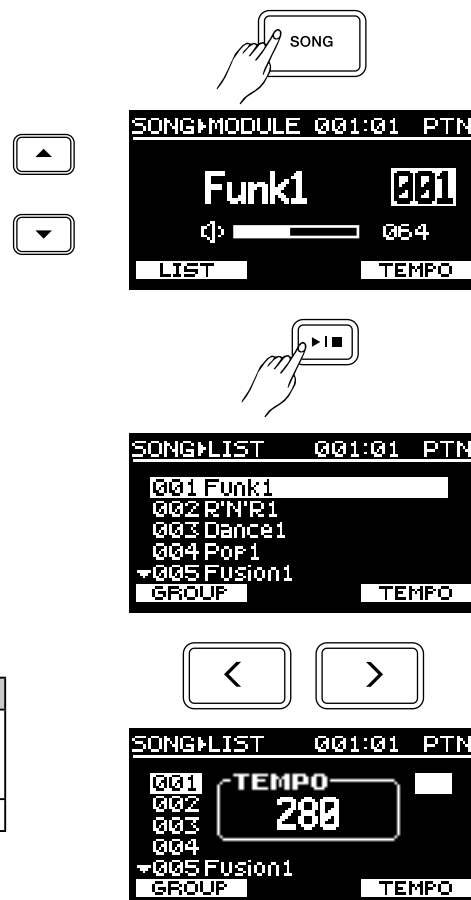 SONG
SONG▸MODULE 001:01 PTN
Funk1 001
064
LIST TEMPO
SONG▸LIST 001:01 PTN
001 Funk1
002 R'N'R1
003 Dance1
004 Pop1
005 Fusion1
GROUP TEMPO
< >
SONG▸LIST 001:01 PTN
001 TEMPO
002 280
003
004
005 Fusion1
GROUP TEMPO